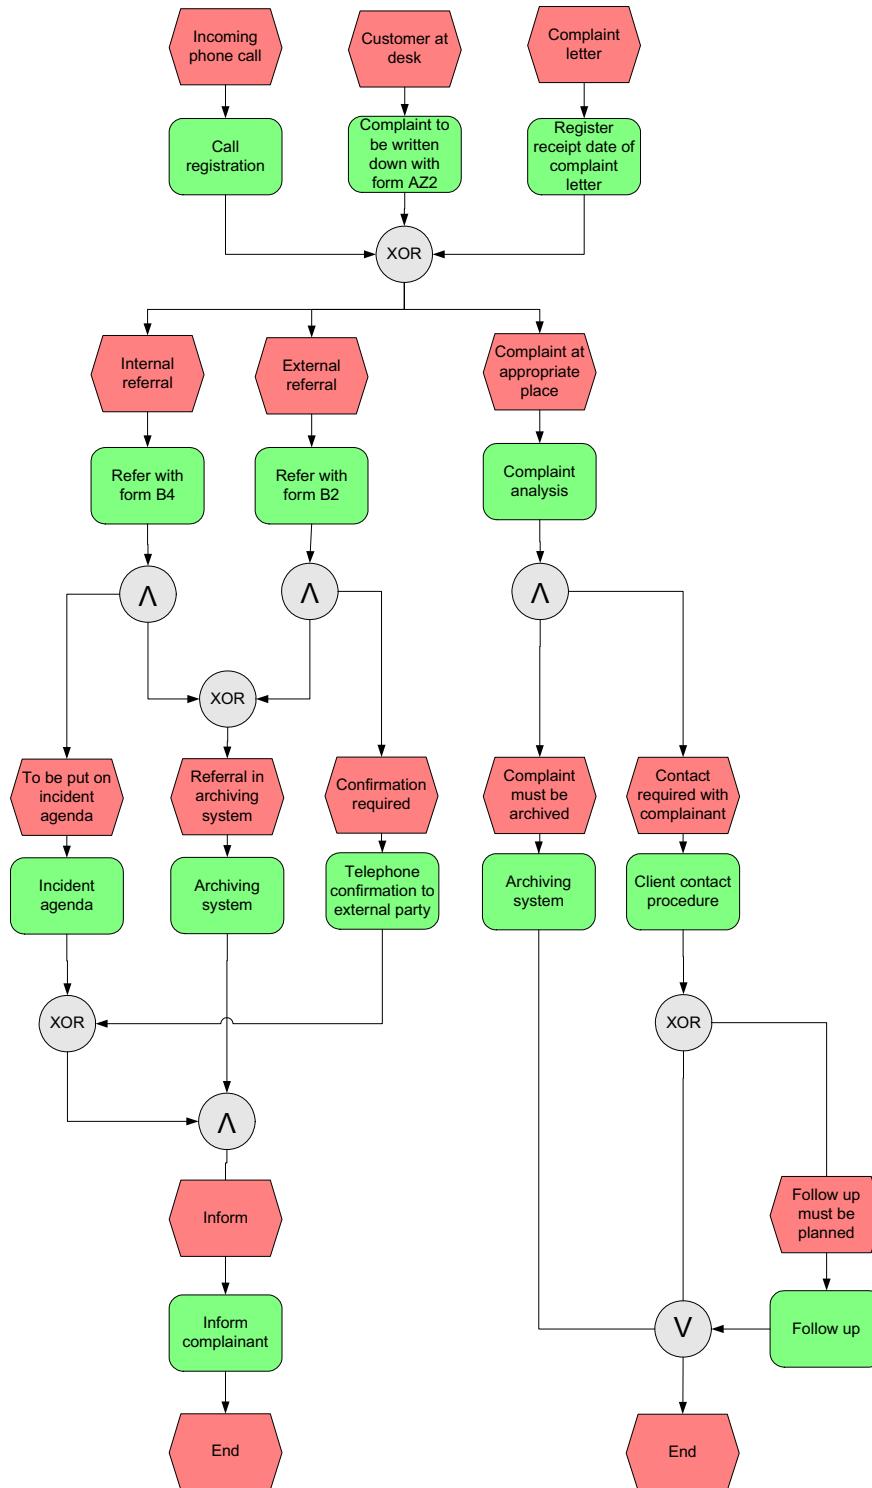 Incoming
phone call
Customer at
desk
Complaint
letter
Call
registration
Complaint to
be written
down with
form AZ2
Register
receipt date of
complaint
letter
XOR
Internal
referral
External
referral
Complaint at
appropriate
place
Refer with
form B4
Refer with
form B2
Complaint
analysis
Λ
Λ
Λ
XOR
To be put on
incident
agenda
Referral in
archiving
system
Confirmation
required
Complaint
must be
archived
Contact
required with
complainant
Incident
agenda
Archiving
system
Telephone
confirmation to
external party
Archiving
system
Client contact
procedure
XOR
XOR
Λ
Inform
Follow up
must be
planned
Inform
complainant
V
Follow up
End
End